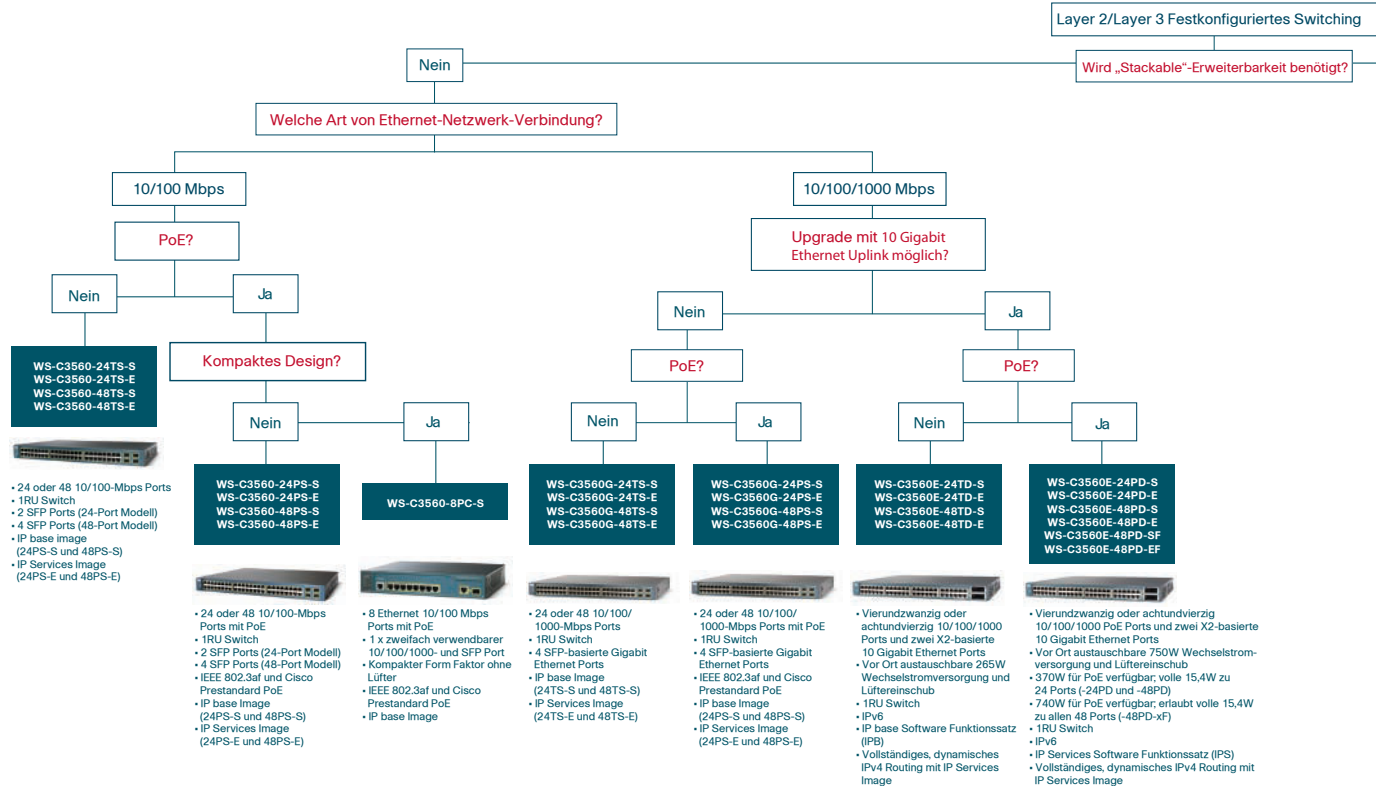 Layer 2/Layer 3 Festkonfiguriertes Switching
Wird „Stackable“-Erweiterbarkeit benötigt?
Nein
Welche Art von Ethernet-Netzwerk-Verbindung?
10/100 Mbps
10/100/1000 Mbps
PoE?
Upgrade mit 10 Gigabit
Ethernet Uplink möglich?
Nein
Ja
Nein
Ja
Kompaktes Design?
PoE?
PoE?
WS-C3560-24TS-S
WS-C3560-24TS-E
WS-C3560-48TS-S
WS-C3560-48TS-E
• 24 oder 48 10/100-Mbps Ports
• 1RU Switch
• 2 SFP Ports (24-Port Modell)
• 4 SFP Ports (48-Port Modell)
• IP base image
(24PS-S und 48PS-S)
• IP Services Image
(24PS-E und 48PS-E)
Nein
Ja
Nein
Ja
Nein
Ja
WS-C3560-24PS-S
WS-C3560-24PS-E
WS-C3560-48PS-S
WS-C3560-48PS-E
• 24 oder 48 10/100-Mbps
Ports mit PoE
• 1RU Switch
• 2 SFP Ports (24-Port Modell)
• 4 SFP Ports (48-Port Modell)
• IEEE 802.3af und Cisco
Prestandard PoE
• IP base Image
(24PS-S und 48PS-S)
• IP Services Image
(24PS-E und 48PS-E)
WS-C3560-8PC-S
• 8 Ethernet 10/100 Mbps
Ports mit PoE
• 1 x zweifach verwendbarer
10/100/1000- und SFP Port
• Kompakter Form Faktor ohne
Lüfter
• IEEE 802.3af und Cisco
Prestandard PoE
• IP base Image
WS-C3560G-24TS-S
WS-C3560G-24TS-E
WS-C3560G-48TS-S
WS-C3560G-48TS-E
• 24 oder 48 10/100/
1000-Mbps Ports
• 1RU Switch
• 4 SFP-basierte Gigabit
Ethernet Ports
• IP base Image
(24TS-S und 48TS-S)
• IP Services Image
(24TS-E und 48TS-E)
WS-C3560G-24PS-S
WS-C3560G-24PS-E
WS-C3560G-48PS-S
WS-C3560G-48PS-E
• 24 oder 48 10/100/
1000-Mbps Ports mit PoE
• 1RU Switch
• 4 SFP-basierte Gigabit
Ethernet Ports
• IEEE 802.3af und Cisco
Prestandard PoE
• IP base Image
(24PS-S und 48PS-S)
• IP Services Image
(24PS-E und 48PS-E)
WS-C3560E-24TD-S
WS-C3560E-24TD-E
WS-C3560E-48TD-S
WS-C3560E-48TD-E
• Vierundzwanzig oder
achtundvierzig 10/100/1000
Ports und zwei X2-basierte
10 Gigabit Ethernet Ports
• Vor Ort austauschbare 265W
Wechselstromversorgung und
Lüftereinschub
• 1RU Switch
• IPv6
• IP base Software Funktionssatz
(IPB)
• Vollständiges, dynamisches
IPv4 Routing mit IP Services
Image
WS-C3560E-24PD-S
WS-C3560E-24PD-E
WS-C3560E-48PD-S
WS-C3560E-48PD-E
WS-C3560E-48PD-SF
WS-C3560E-48PD-EF
• Vierundzwanzig oder achtundvierzig
10/100/1000 PoE Ports und zwei X2-basierte
10 Gigabit Ethernet Ports
• Vor Ort austauschbare 750W Wechselstrom-
versorgung und Lüftereinschub
• 370W für PoE verfügbar; volle 15,4W zu
24 Ports (-24PD und -48PD)
• 740W für PoE verfügbar; erlaubt volle 15,4W
zu allen 48 Ports (-48PD-xF)
• 1RU Switch
• IPv6
• IP Services Software Funktionssatz (IPS)
• Vollständiges, dynamisches IPv4 Routing mit
IP Services Image